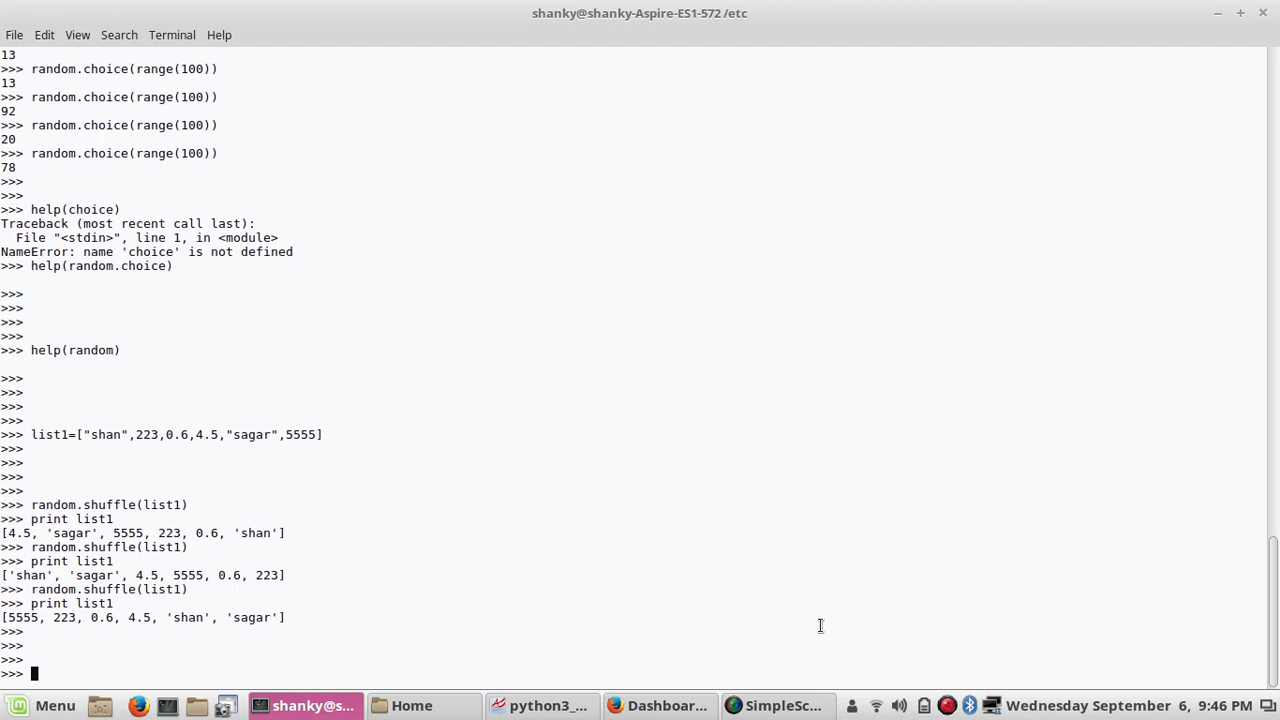 shanky@shanky-Aspire-ES1-572 /etc
File Edit View Search Terminal Help
13
>>> random.choice(range(100))
13
>>> random.choice(range(100))
92
>>> random.choice(range(100))
20
>>> random.choice(range(100))
78
>>>
>>>
>>> help(choice)
Traceback (most recent call last):
  File "<stdin>", line 1, in <module>
NameError: name 'choice' is not defined
>>> help(random.choice)
>>>
>>>
>>>
>>>
>>> help(random)
>>>
>>>
>>>
>>>
>>> list1=["shan",223,0.6,4.5,"sagar",5555]
>>>
>>>
>>>
>>>
>>> random.shuffle(list1)
>>> print list1
[4.5, 'sagar', 5555, 223, 0.6, 'shan']
>>> random.shuffle(list1)
>>> print list1
['shan', 'sagar', 4.5, 5555, 0.6, 223]
>>> random.shuffle(list1)
>>> print list1
[5555, 223, 0.6, 4.5, 'shan', 'sagar']
>>>
>>>
>>>
>>>
Menu shanky@s... Home python3_... Dashboar... SimpleSc... Wednesday September 6, 9:46 PM